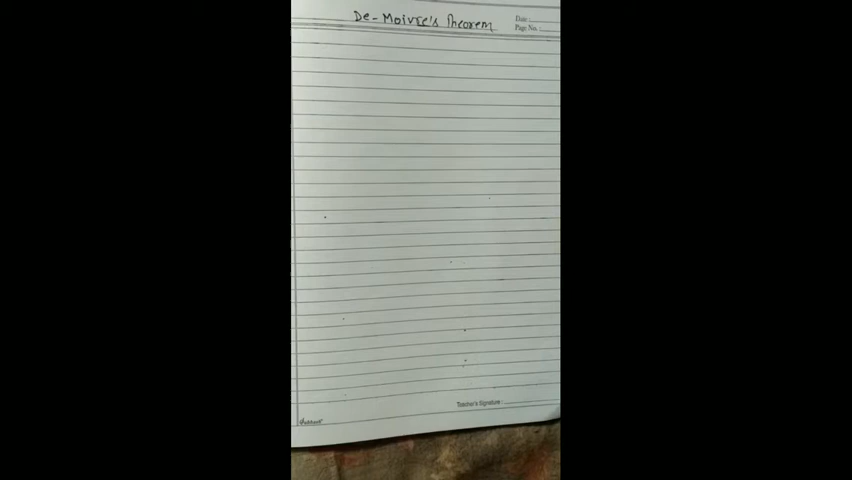 De-Moivre's Theorem
Date :
Page No. :
Teacher's Signature :